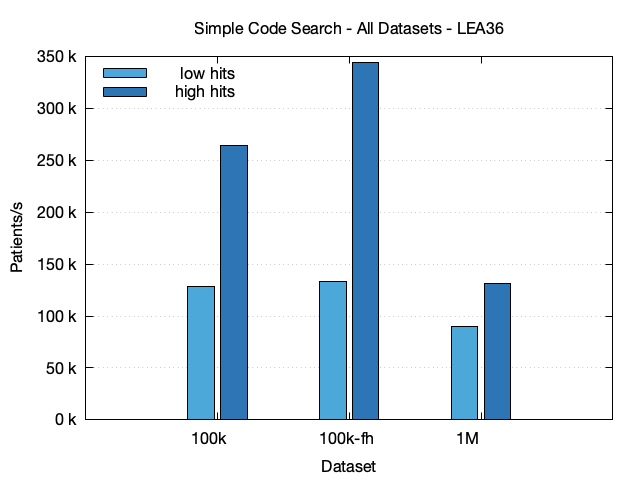 Simple Code Search - All Datasets - LEA36
350 k
300 k
250 k
200 k
150 k
100 k
50 k
0 k
Patients/s
low hits
high hits
100k
100k-fh
1M
Dataset